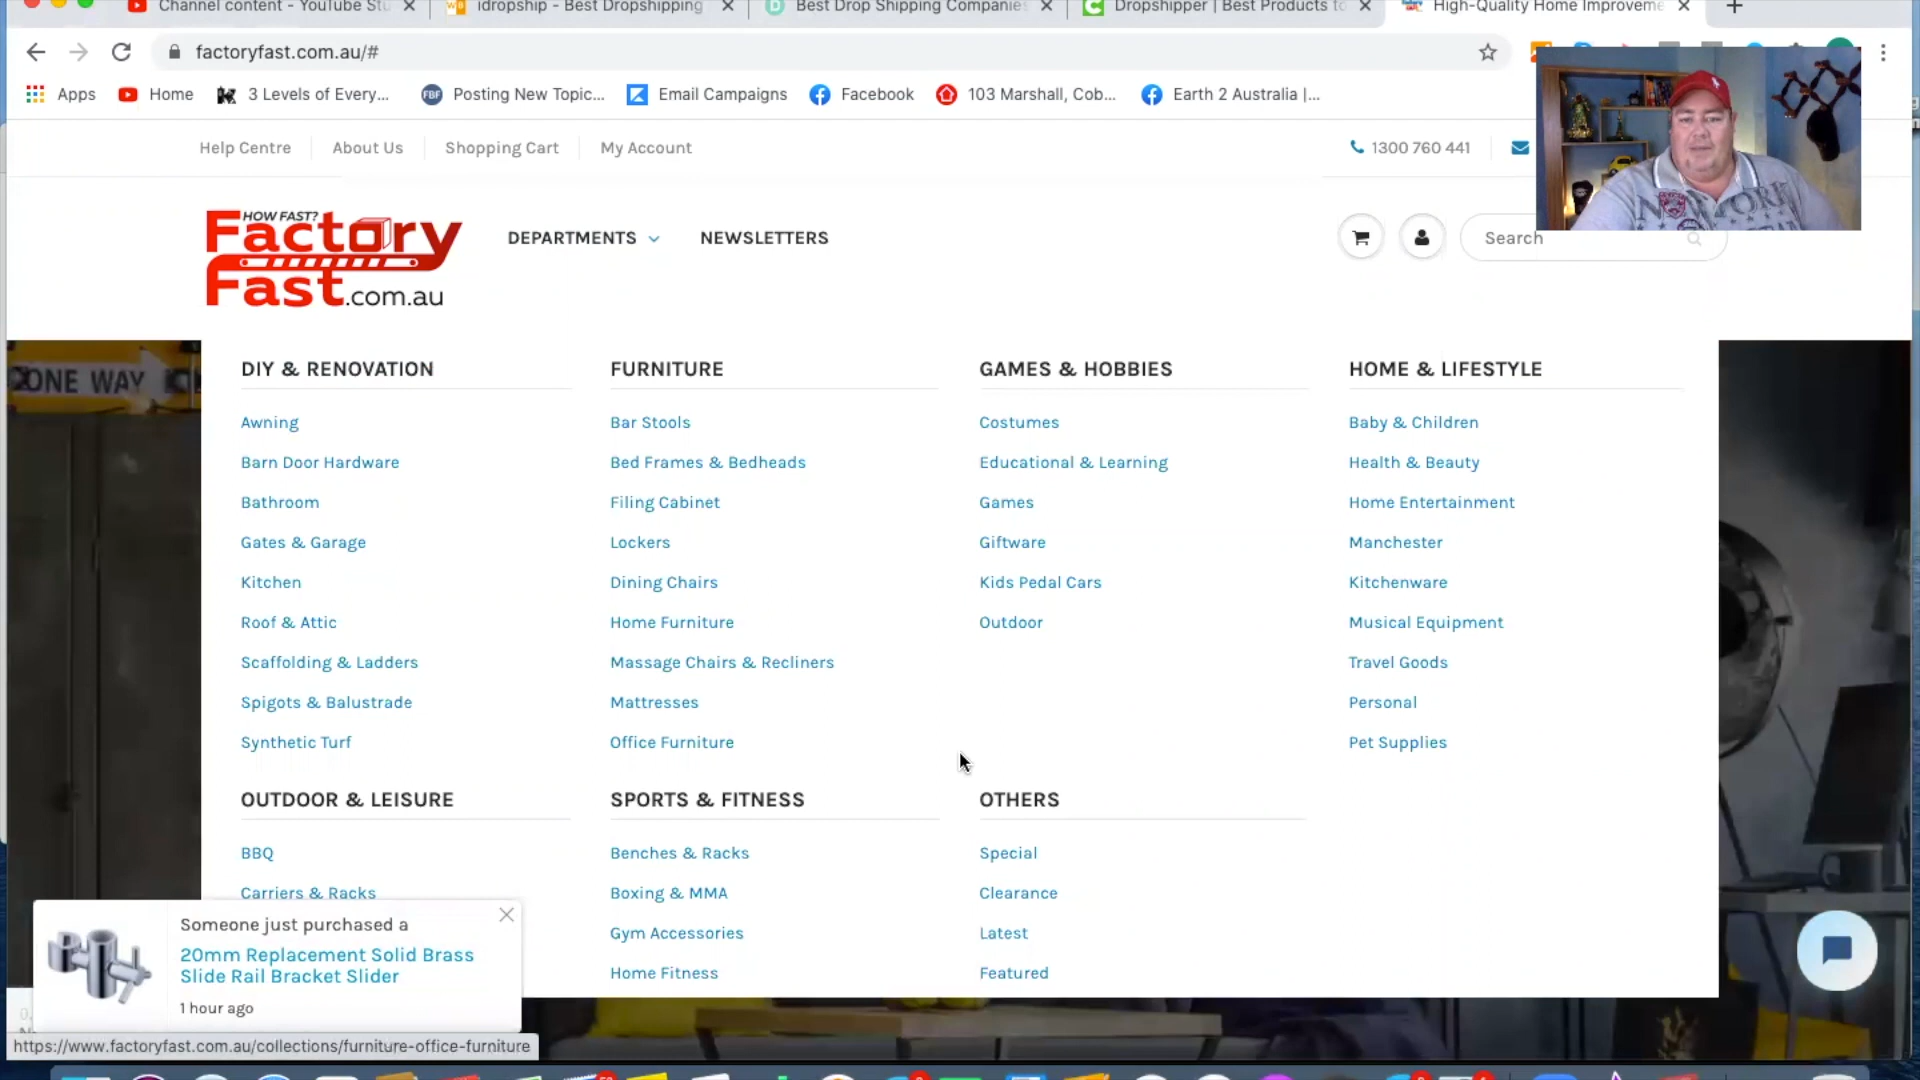 Channel content - YouTube Stu
idropship - Best Dropshipping
Best Drop Shipping Companies
Dropshipper | Best Products to
High-Quality Home Improveme
factoryfast.com.au/#
Apps
Home
3 Levels of Every...
FBF
Posting New Topic...
Email Campaigns
Facebook
103 Marshall, Cob...
Earth 2 Australia |...
Help Centre
About Us
Shopping Cart
My Account
1300 760 441
HOW FAST?
Factory
Fast.com.au
DEPARTMENTS
NEWSLETTERS
Search
ONE WAY
DIY & RENOVATION
Awning
Barn Door Hardware
Bathroom
Gates & Garage
Kitchen
Roof & Attic
Scaffolding & Ladders
Spigots & Balustrade
Synthetic Turf
FURNITURE
Bar Stools
Bed Frames & Bedheads
Filing Cabinet
Lockers
Dining Chairs
Home Furniture
Massage Chairs & Recliners
Mattresses
Office Furniture
GAMES & HOBBIES
Costumes
Educational & Learning
Games
Giftware
Kids Pedal Cars
Outdoor
HOME & LIFESTYLE
Baby & Children
Health & Beauty
Home Entertainment
Manchester
Kitchenware
Musical Equipment
Travel Goods
Personal
Pet Supplies
OUTDOOR & LEISURE
BBQ
Carriers & Racks
SPORTS & FITNESS
Benches & Racks
Boxing & MMA
Gym Accessories
Home Fitness
OTHERS
Special
Clearance
Latest
Featured
Someone just purchased a
20mm Replacement Solid Brass
Slide Rail Bracket Slider
1 hour ago
https://www.factoryfast.com.au/collections/furniture-office-furniture